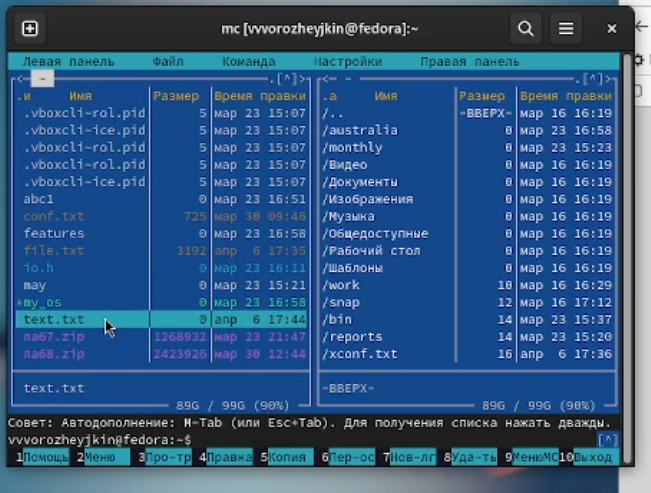 mc [vvvorozheyjkin@fedora]:~
Левая панель Файл Команда Настройки Правая панель
<- ~ .[^]> <- ~ .[^]>
.и Имя Размер Время правки .а Имя Размер Время правки
.vboxcli~rol.pid 5 мар 23 15:07 /.. -ВВЕРХ- мар 16 16:19
.vboxcli~ice.pid 5 мар 23 15:07 /australia 0 мар 23 16:58
.vboxcli~rol.pid 5 мар 23 15:07 /monthly 0 мар 23 15:23
.vboxcli~rol.pid 5 мар 23 15:07 /Видео 0 мар 16 16:19
.vboxcli~ice.pid 5 мар 23 15:07 /Документы 0 мар 16 16:19
abc1 0 мар 23 16:51 /Изображения 0 мар 16 16:19
conf.txt 725 мар 30 09:46 /Музыка 0 мар 16 16:19
features 0 мар 23 16:58 /Общедоступные 0 мар 16 16:19
file.txt 3192 апр 6 17:35 /Рабочий стол 0 мар 16 16:19
io.h 0 мар 23 16:11 /Шаблоны 0 мар 16 16:19
may 0 мар 23 15:21 /work 10 мар 16 16:29
*my_os 0 мар 23 16:58 /snap 12 мар 16 17:12
text.txt 0 апр 6 17:44 /bin 14 мар 23 15:37
ла67.zip 1268932 мар 23 21:47 /reports 14 мар 23 15:20
ла68.zip 2423926 мар 30 12:44 /xconf.txt 16 апр 6 17:36
text.txt -ВВЕРХ-
89G / 99G (90%) 89G / 99G (90%)
Совет: Автодополнение: M-Tab (или Esc+Tab). Для получения списка нажать дважды.
vvvorozheyjkin@fedora:~$ [^]
1Помощь 2Меню 3Про~тр 4Правка 5Копия 6Пер~ос 7Нов~лг 8Уда~ть 9МенюMC 10Выход